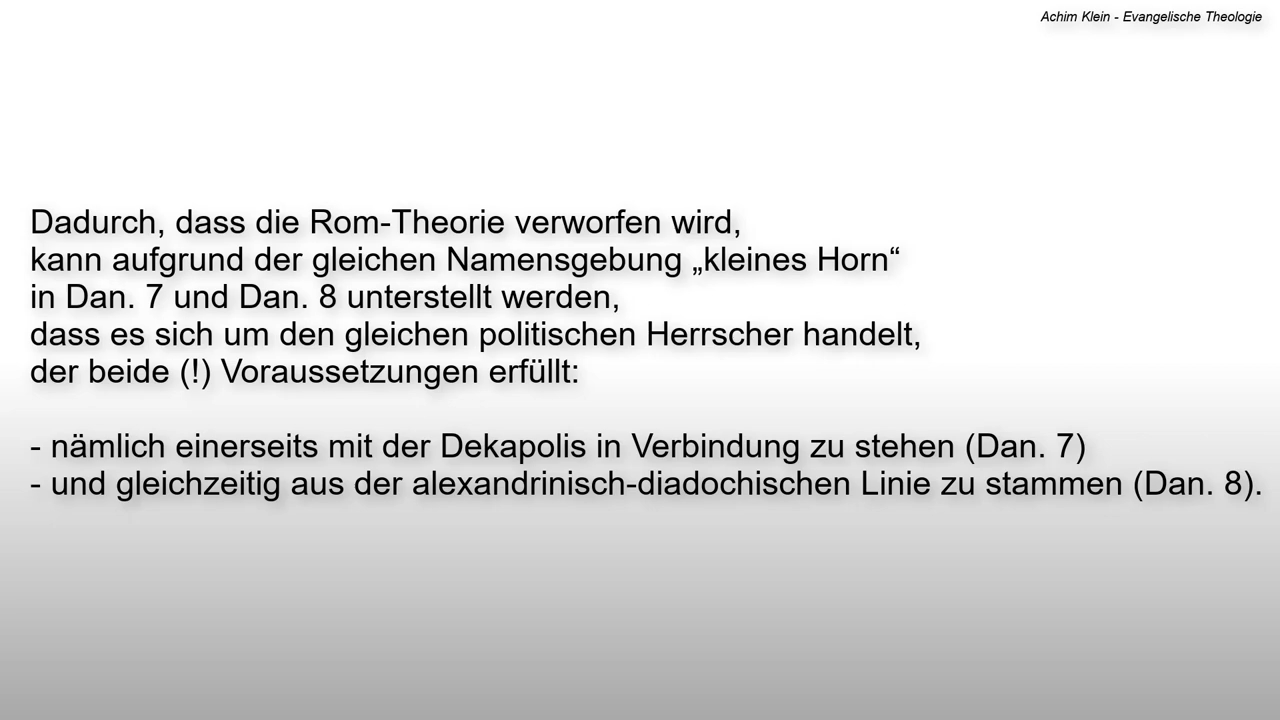 Achim Klein - Evangelische Theologie
Dadurch, dass die Rom-Theorie verworfen wird,
kann aufgrund der gleichen Namensgebung „kleines Horn“
in Dan. 7 und Dan. 8 unterstellt werden,
dass es sich um den gleichen politischen Herrscher handelt,
der beide (!) Voraussetzungen erfüllt:
- nämlich einerseits mit der Dekapolis in Verbindung zu stehen (Dan. 7)
- und gleichzeitig aus der alexandrinisch-diadochischen Linie zu stammen (Dan. 8).